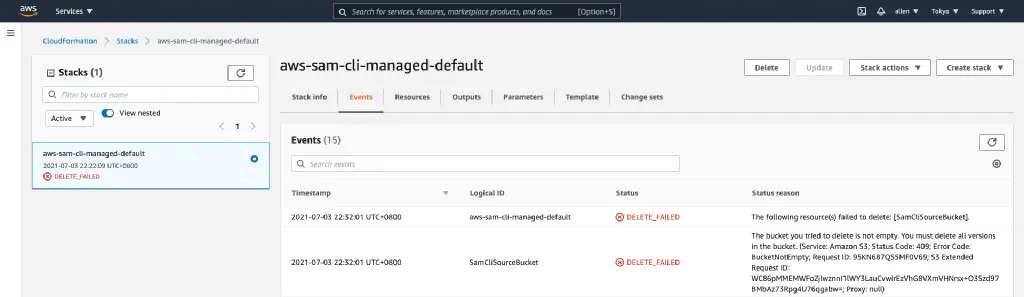 aws
Services
Search for services, features, marketplace products, and docs
[Option+S]
allen
Tokyo
Support
CloudFormation
Stacks
aws-sam-cli-managed-default
Stacks (1)
Filter by stack name
Active
View nested
1
aws-sam-cli-managed-default
2021-07-03 22:22:09 UTC+0800
DELETE_FAILED
aws-sam-cli-managed-default
Delete
Update
Stack actions
Create stack
Stack info
Events
Resources
Outputs
Parameters
Template
Change sets
Events (15)
Search events
Timestamp
Logical ID
Status
Status reason
2021-07-03 22:32:01 UTC+0800
aws-sam-cli-managed-default
DELETE_FAILED
The following resource(s) failed to delete: [SamCliSourceBucket].
2021-07-03 22:32:01 UTC+0800
SamCliSourceBucket
DELETE_FAILED
The bucket you tried to delete is not empty. You must delete all versions
in the bucket. (Service: Amazon S3; Status Code: 409; Error Code:
BucketNotEmpty; Request ID: 95KN687Q55MF0V69; S3 Extended
Request ID:
; Proxy: null)